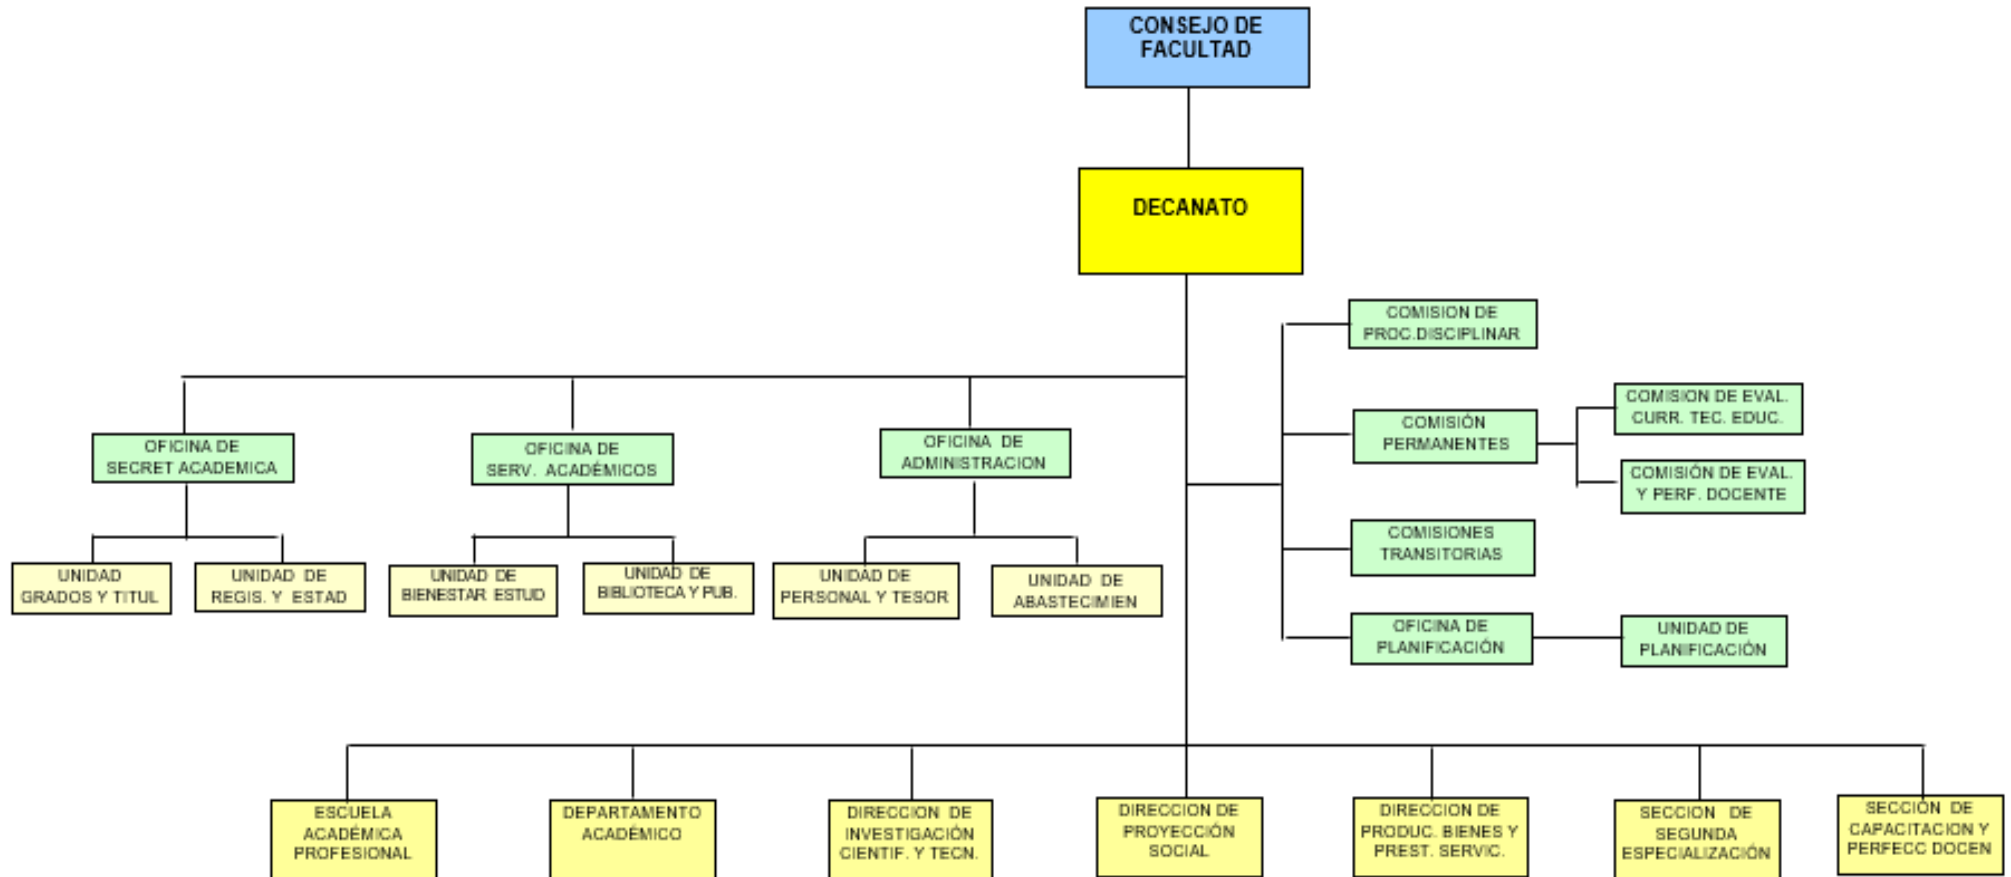 CONSEJO DE
FACULTAD
DECANATO
COMISION DE
PROC.DISCIPLINAR
COMISIÓN
PERMANENTES
COMISION DE EVAL.
CURR. TEC. EDUC.
COMISIÓN DE EVAL.
Y PERF. DOCENTE
COMISIONES
TRANSITORIAS
OFICINA DE
PLANIFICACIÓN
UNIDAD DE
PLANIFICACIÓN
OFICINA DE
SECRET ACADEMICA
OFICINA DE
SERV. ACADÉMICOS
OFICINA DE
ADMINISTRACION
UNIDAD
GRADOS Y TITUL
UNIDAD DE
REGIS. Y ESTAD
UNIDAD DE
BIENESTAR ESTUD
UNIDAD DE
BIBLIOTECA Y PUB.
UNIDAD DE
PERSONAL Y TESOR
UNIDAD DE
ABASTECIMIEN
ESCUELA
ACADÉMICA
PROFESIONAL
DEPARTAMENTO
ACADÉMICO
DIRECCION DE
INVESTIGACIÓN
CIENTIF. Y TECN.
DIRECCION DE
PROYECCIÓN
SOCIAL
DIRECCION DE
PRODUC. BIENES Y
PREST. SERVIC.
SECCION DE
SEGUNDA
ESPECIALIZACIÓN
SECCIÓN DE
CAPACITACION Y
PERFECC DOCEN